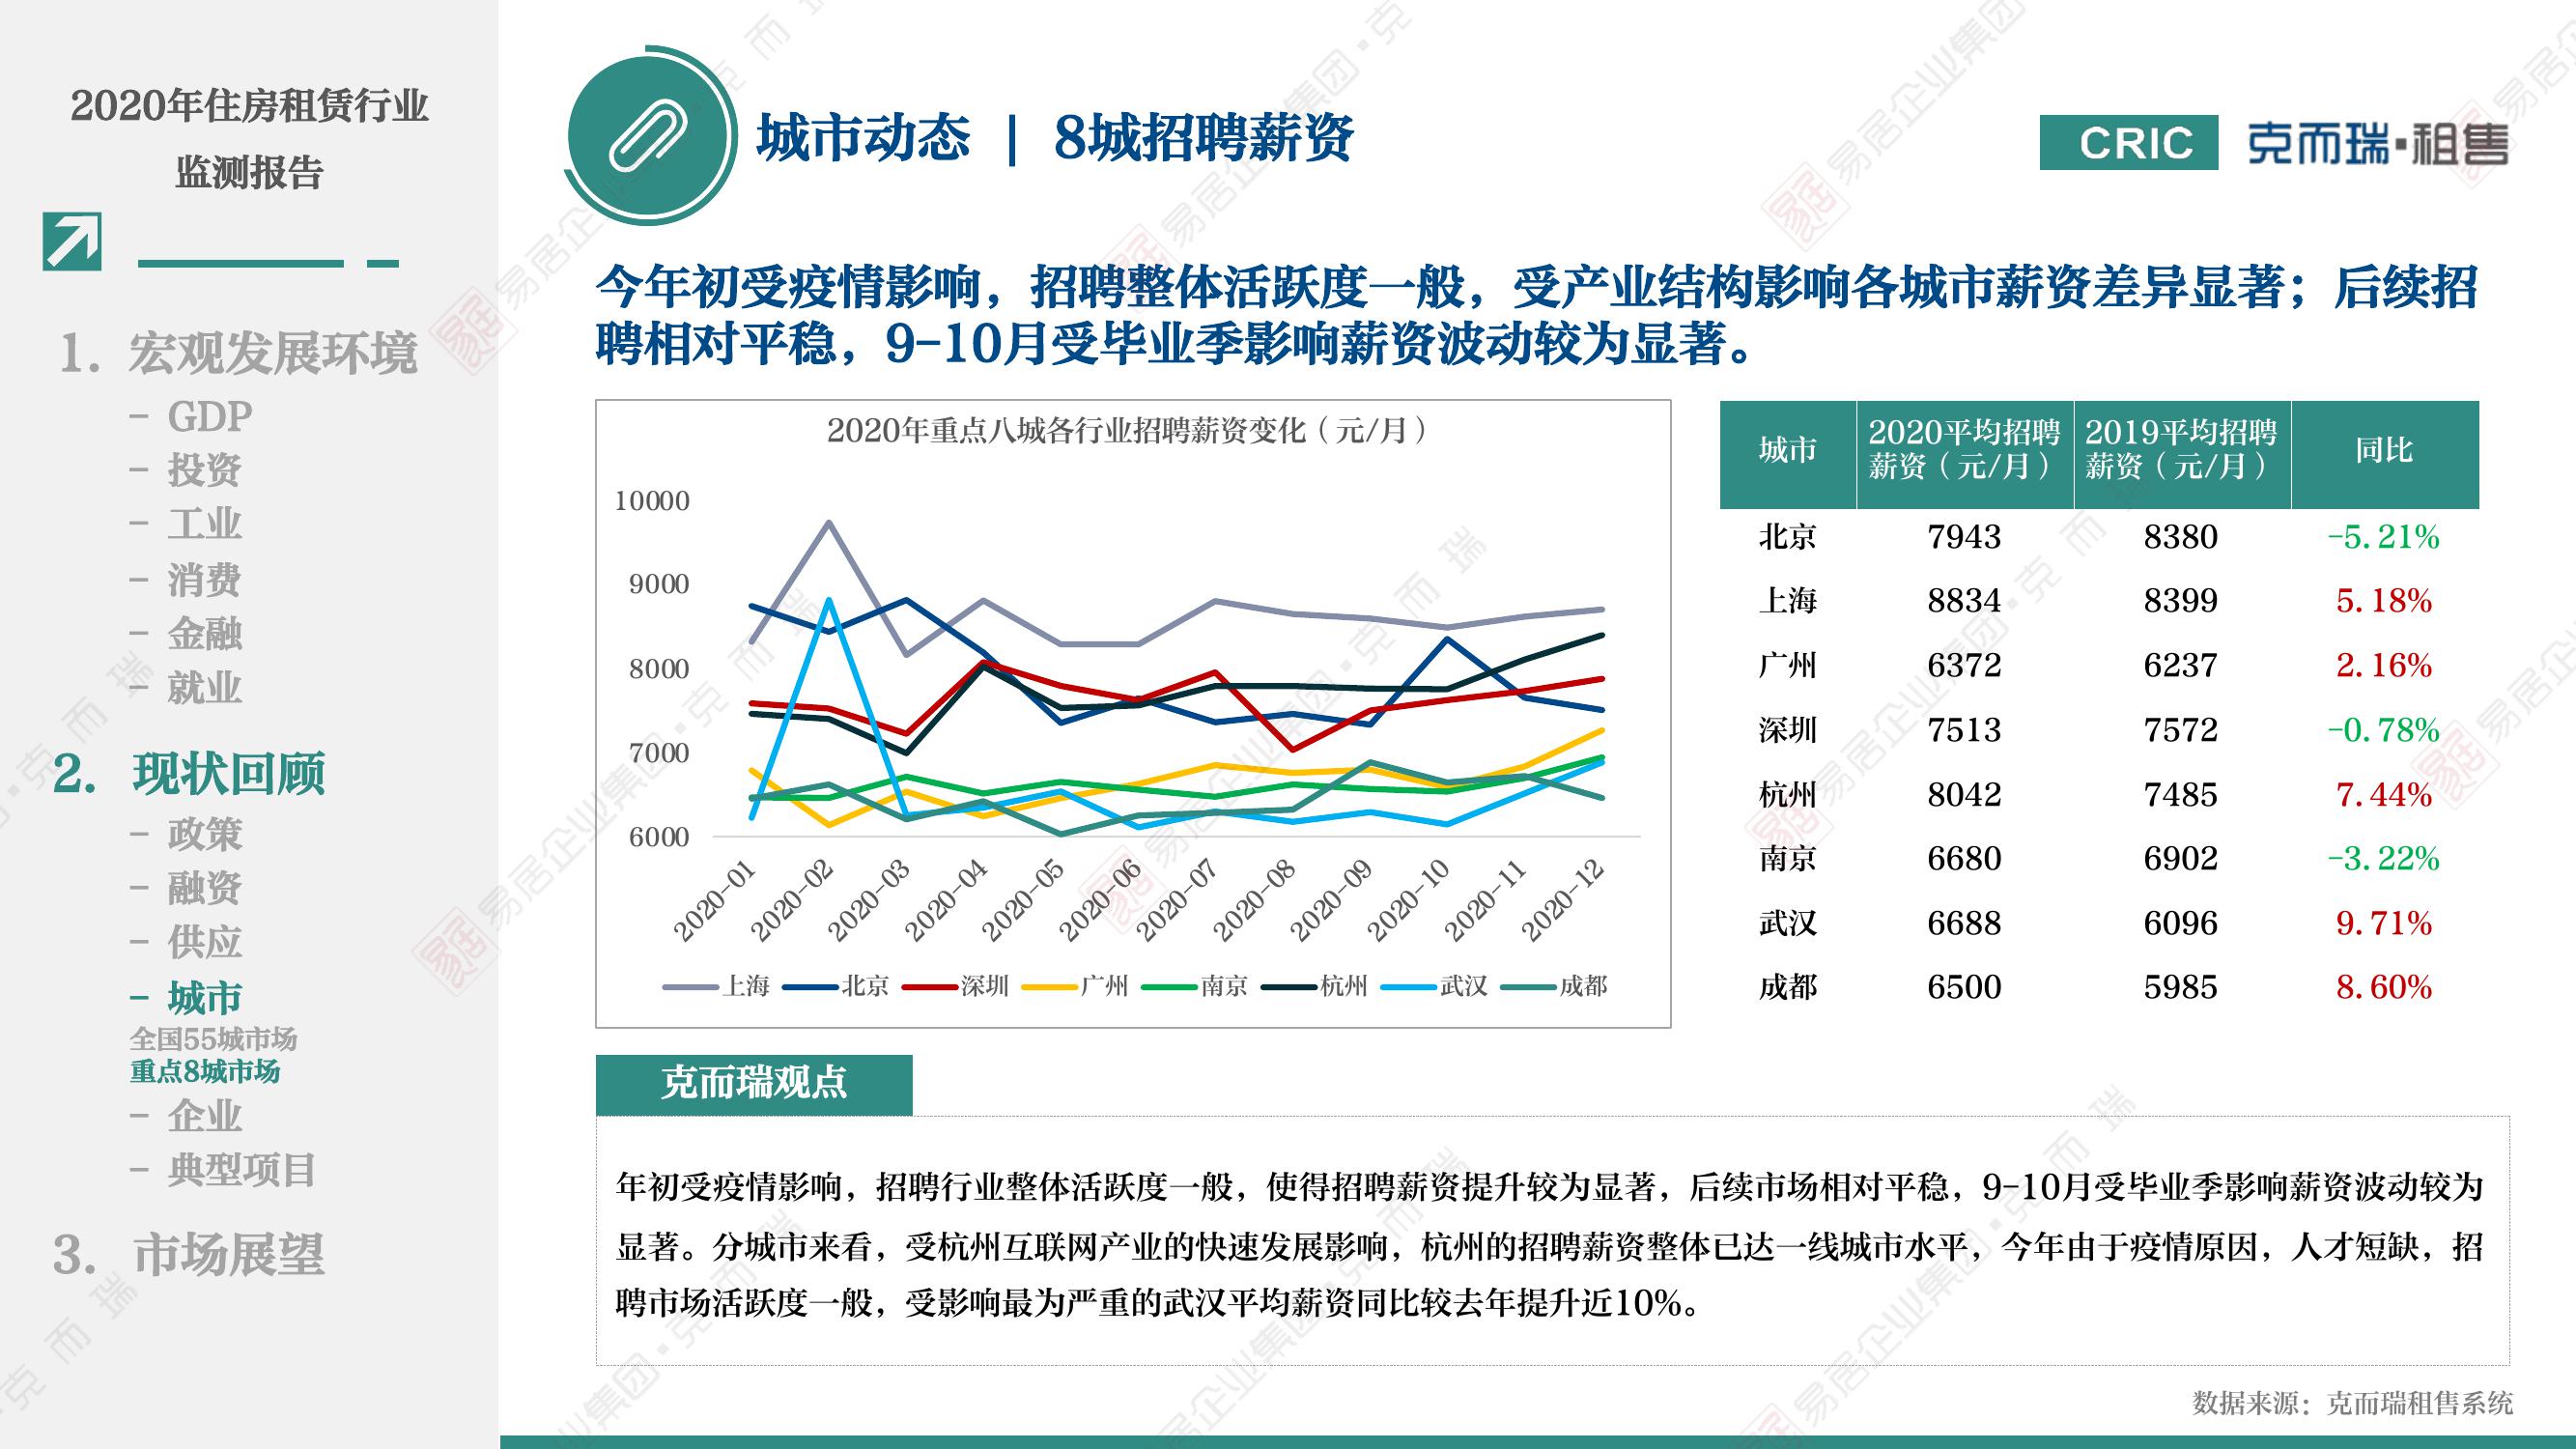 2020年住房租赁行业
监测报告
1. 宏观发展环境
– GDP
– 投资
– 工业
– 消费
– 金融
– 就业
2. 现状回顾
– 政策
– 融资
– 供应
– 城市
全国55城市场
重点8城市场
– 企业
– 典型项目
3. 市场展望
城市动态 | 8城招聘薪资
CRIC 克而瑞·租售
今年初受疫情影响，招聘整体活跃度一般，受产业结构影响各城市薪资差异显著；后续招
聘相对平稳，9-10月受毕业季影响薪资波动较为显著。
2020年重点八城各行业招聘薪资变化（元/月）
10000
9000
8000
7000
6000
2020-01 2020-02 2020-03 2020-04 2020-05 2020-06 2020-07 2020-08 2020-09 2020-10 2020-11 2020-12
上海 北京 深圳 广州 南京 杭州 武汉 成都
城市 2020平均招聘薪资（元/月） 2019平均招聘薪资（元/月） 同比
北京 7943 8380 -5.21%
上海 8834 8399 5.18%
广州 6372 6237 2.16%
深圳 7513 7572 -0.78%
杭州 8042 7485 7.44%
南京 6680 6902 -3.22%
武汉 6688 6096 9.71%
成都 6500 5985 8.60%
克而瑞观点
年初受疫情影响，招聘行业整体活跃度一般，使得招聘薪资提升较为显著，后续市场相对平稳，9-10月受毕业季影响薪资波动较为
显著。分城市来看，受杭州互联网产业的快速发展影响，杭州的招聘薪资整体已达一线城市水平，今年由于疫情原因，人才短缺，招
聘市场活跃度一般，受影响最为严重的武汉平均薪资同比较去年提升近10%。
数据来源：克而瑞租售系统
易居企业集团·克而瑞